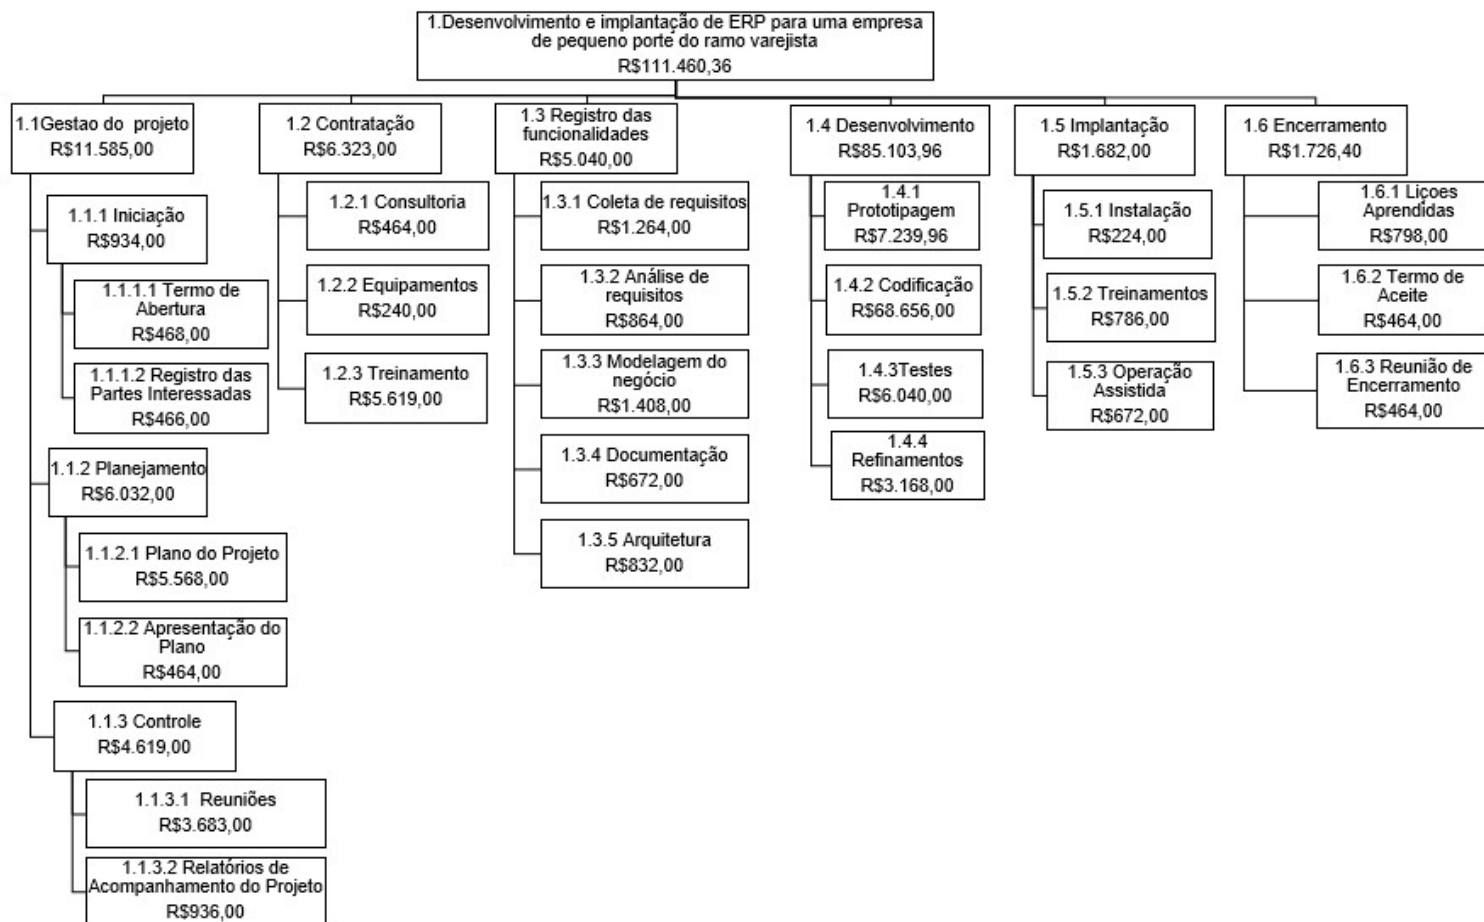 1.Desenvolvimento e implantação de ERP para uma empresa
de pequeno porte do ramo varejista
R$111.460,36
1.1Gestao do projeto
R$11.585,00
1.1.1 Iniciação
R$934,00
1.1.1.1 Termo de
Abertura
R$468,00
1.1.1.2 Registro das
Partes Interessadas
R$466,00
1.1.2 Planejamento
R$6.032,00
1.1.2.1 Plano do Projeto
R$5.568,00
1.1.2.2 Apresentação do
Plano
R$464,00
1.1.3 Controle
R$4.619,00
1.1.3.1 Reuniões
R$3.683,00
1.1.3.2 Relatórios de
Acompanhamento do Projeto
R$936,00
1.2 Contratação
R$6.323,00
1.2.1 Consultoria
R$464,00
1.2.2 Equipamentos
R$240,00
1.2.3 Treinamento
R$5.619,00
1.3 Registro das
funcionalidades
R$5.040,00
1.3.1 Coleta de requisitos
R$1.264,00
1.3.2 Análise de
requisitos
R$864,00
1.3.3 Modelagem do
negócio
R$1.408,00
1.3.4 Documentação
R$672,00
1.3.5 Arquitetura
R$832,00
1.4 Desenvolvimento
R$85.103,96
1.4.1
Prototipagem
R$7.239,96
1.4.2 Codificação
R$68.656,00
1.4.3Testes
R$6.040,00
1.4.4
Refinamentos
R$3.168,00
1.5 Implantação
R$1.682,00
1.5.1 Instalação
R$224,00
1.5.2 Treinamentos
R$786,00
1.5.3 Operação
Assistida
R$672,00
1.6 Encerramento
R$1.726,40
1.6.1 Liçoes
Aprendidas
R$798,00
1.6.2 Termo de
Aceite
R$464,00
1.6.3 Reunião de
Encerramento
R$464,00